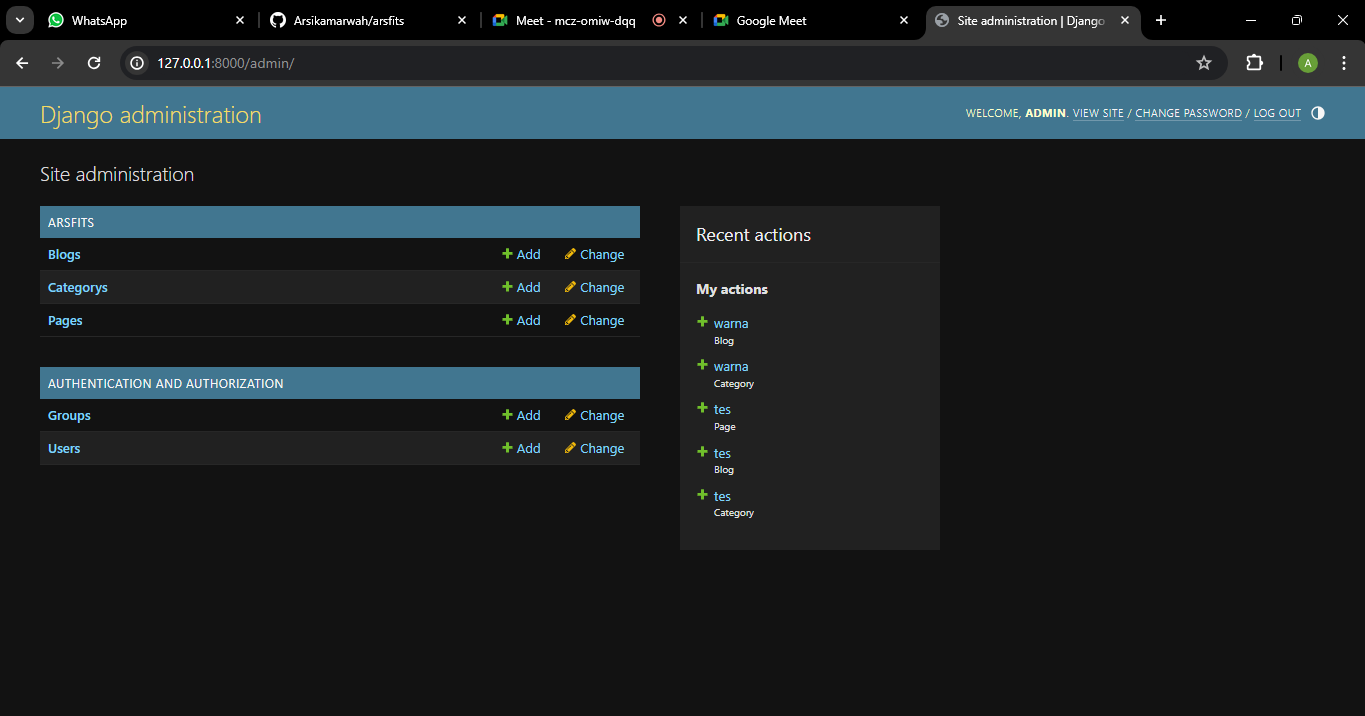 WhatsApp
Arsikamarwah/arsfits
Meet - mcz-omiw-dqq
Google Meet
Site administration | Django
127.0.0.1:8000/admin/
A
Django administration
WELCOME, ADMIN. VIEW SITE / CHANGE PASSWORD / LOG OUT
Site administration
ARSFITS
Blogs Add Change
Categorys Add Change
Pages Add Change
AUTHENTICATION AND AUTHORIZATION
Groups Add Change
Users Add Change
Recent actions
My actions
warna
Blog
warna
Category
tes
Page
tes
Blog
tes
Category